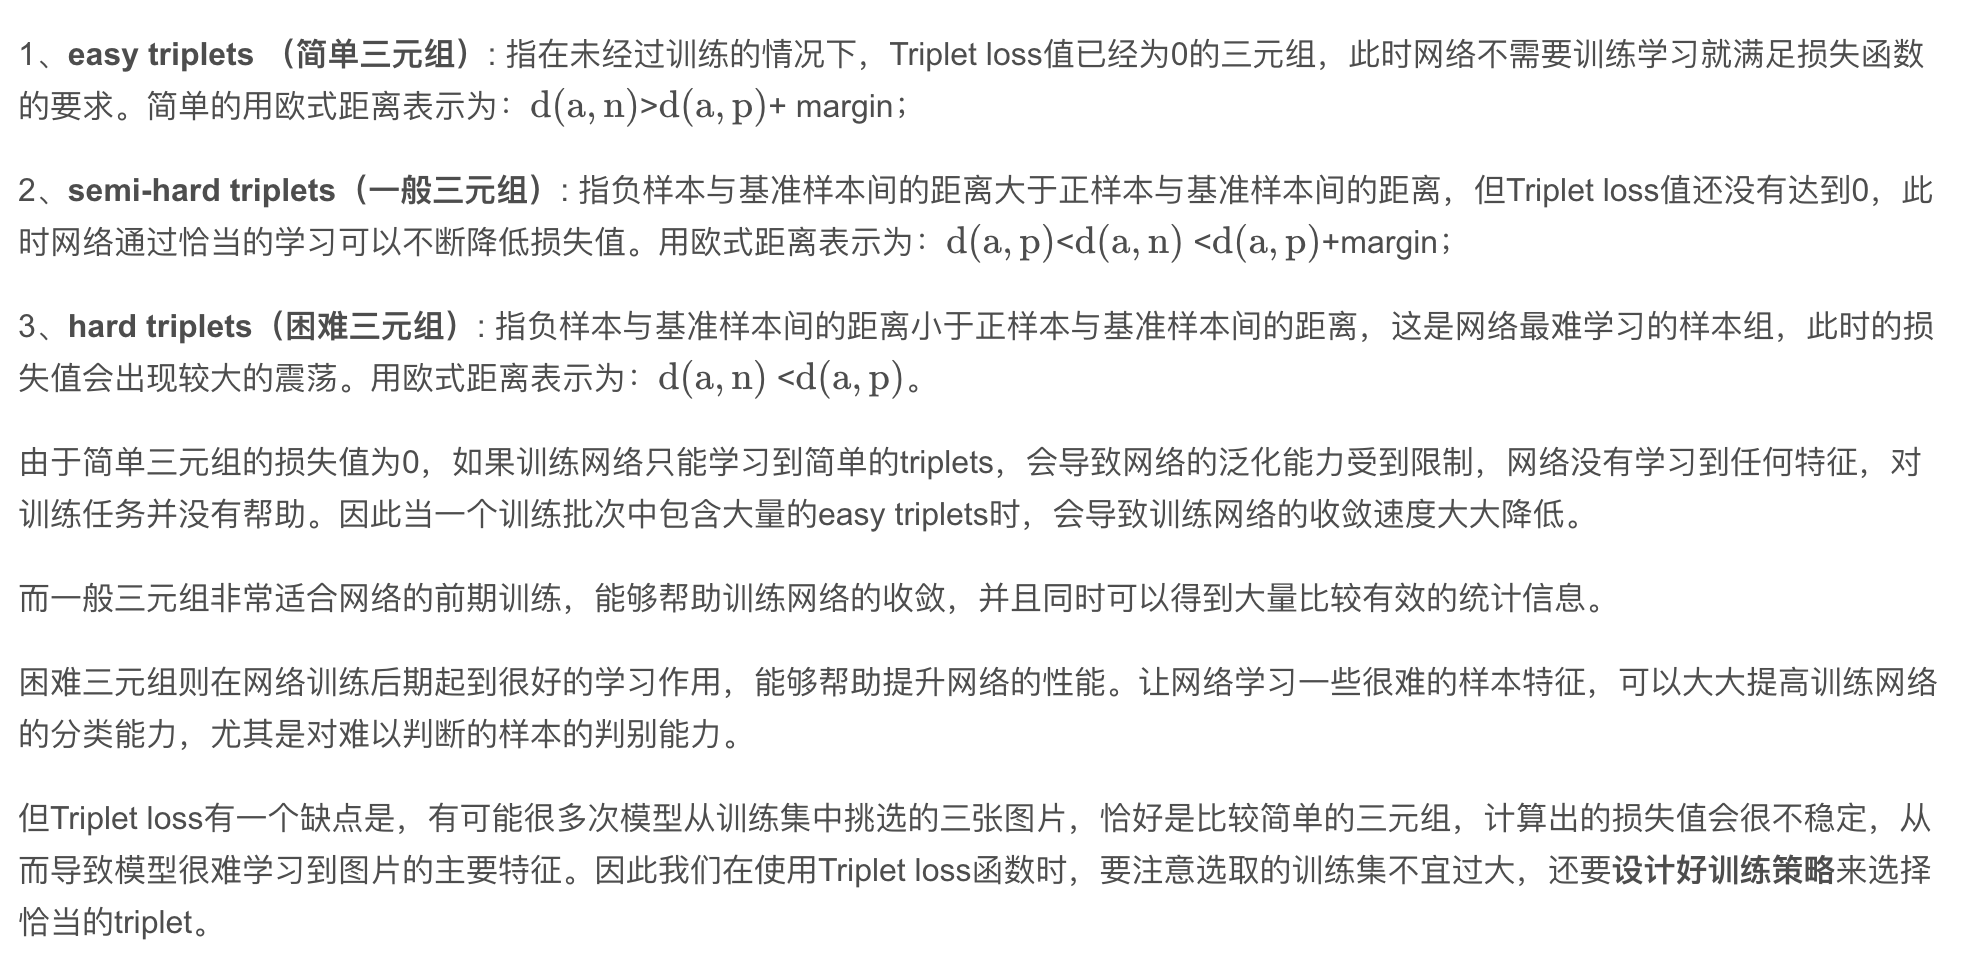 1、easy triplets （简单三元组）: 指在未经过训练的情况下，Triplet loss值已经为0的三元组，此时网络不需要训练学习就满足损失函数
的要求。简单的用欧式距离表示为：d(a, n)>d(a, p)+ margin；
2、semi-hard triplets（一般三元组）: 指负样本与基准样本间的距离大于正样本与基准样本间的距离，但Triplet loss值还没有达到0，此
时网络通过恰当的学习可以不断降低损失值。用欧式距离表示为：d(a, p)<d(a, n) <d(a, p)+margin；
3、hard triplets（困难三元组）: 指负样本与基准样本间的距离小于正样本与基准样本间的距离，这是网络最难学习的样本组，此时的损
失值会出现较大的震荡。用欧式距离表示为：d(a, n) <d(a, p)。
由于简单三元组的损失值为0，如果训练网络只能学习到简单的triplets，会导致网络的泛化能力受到限制，网络没有学习到任何特征，对
训练任务并没有帮助。因此当一个训练批次中包含大量的easy triplets时，会导致训练网络的收敛速度大大降低。
而一般三元组非常适合网络的前期训练，能够帮助训练网络的收敛，并且同时可以得到大量比较有效的统计信息。
困难三元组则在网络训练后期起到很好的学习作用，能够帮助提升网络的性能。让网络学习一些很难的样本特征，可以大大提高训练网络
的分类能力，尤其是对难以判断的样本的判别能力。
但Triplet loss有一个缺点是，有可能很多次模型从训练集中挑选的三张图片，恰好是比较简单的三元组，计算出的损失值会很不稳定，从
而导致模型很难学习到图片的主要特征。因此我们在使用Triplet loss函数时，要注意选取的训练集不宜过大，还要设计好训练策略来选择
恰当的triplet。